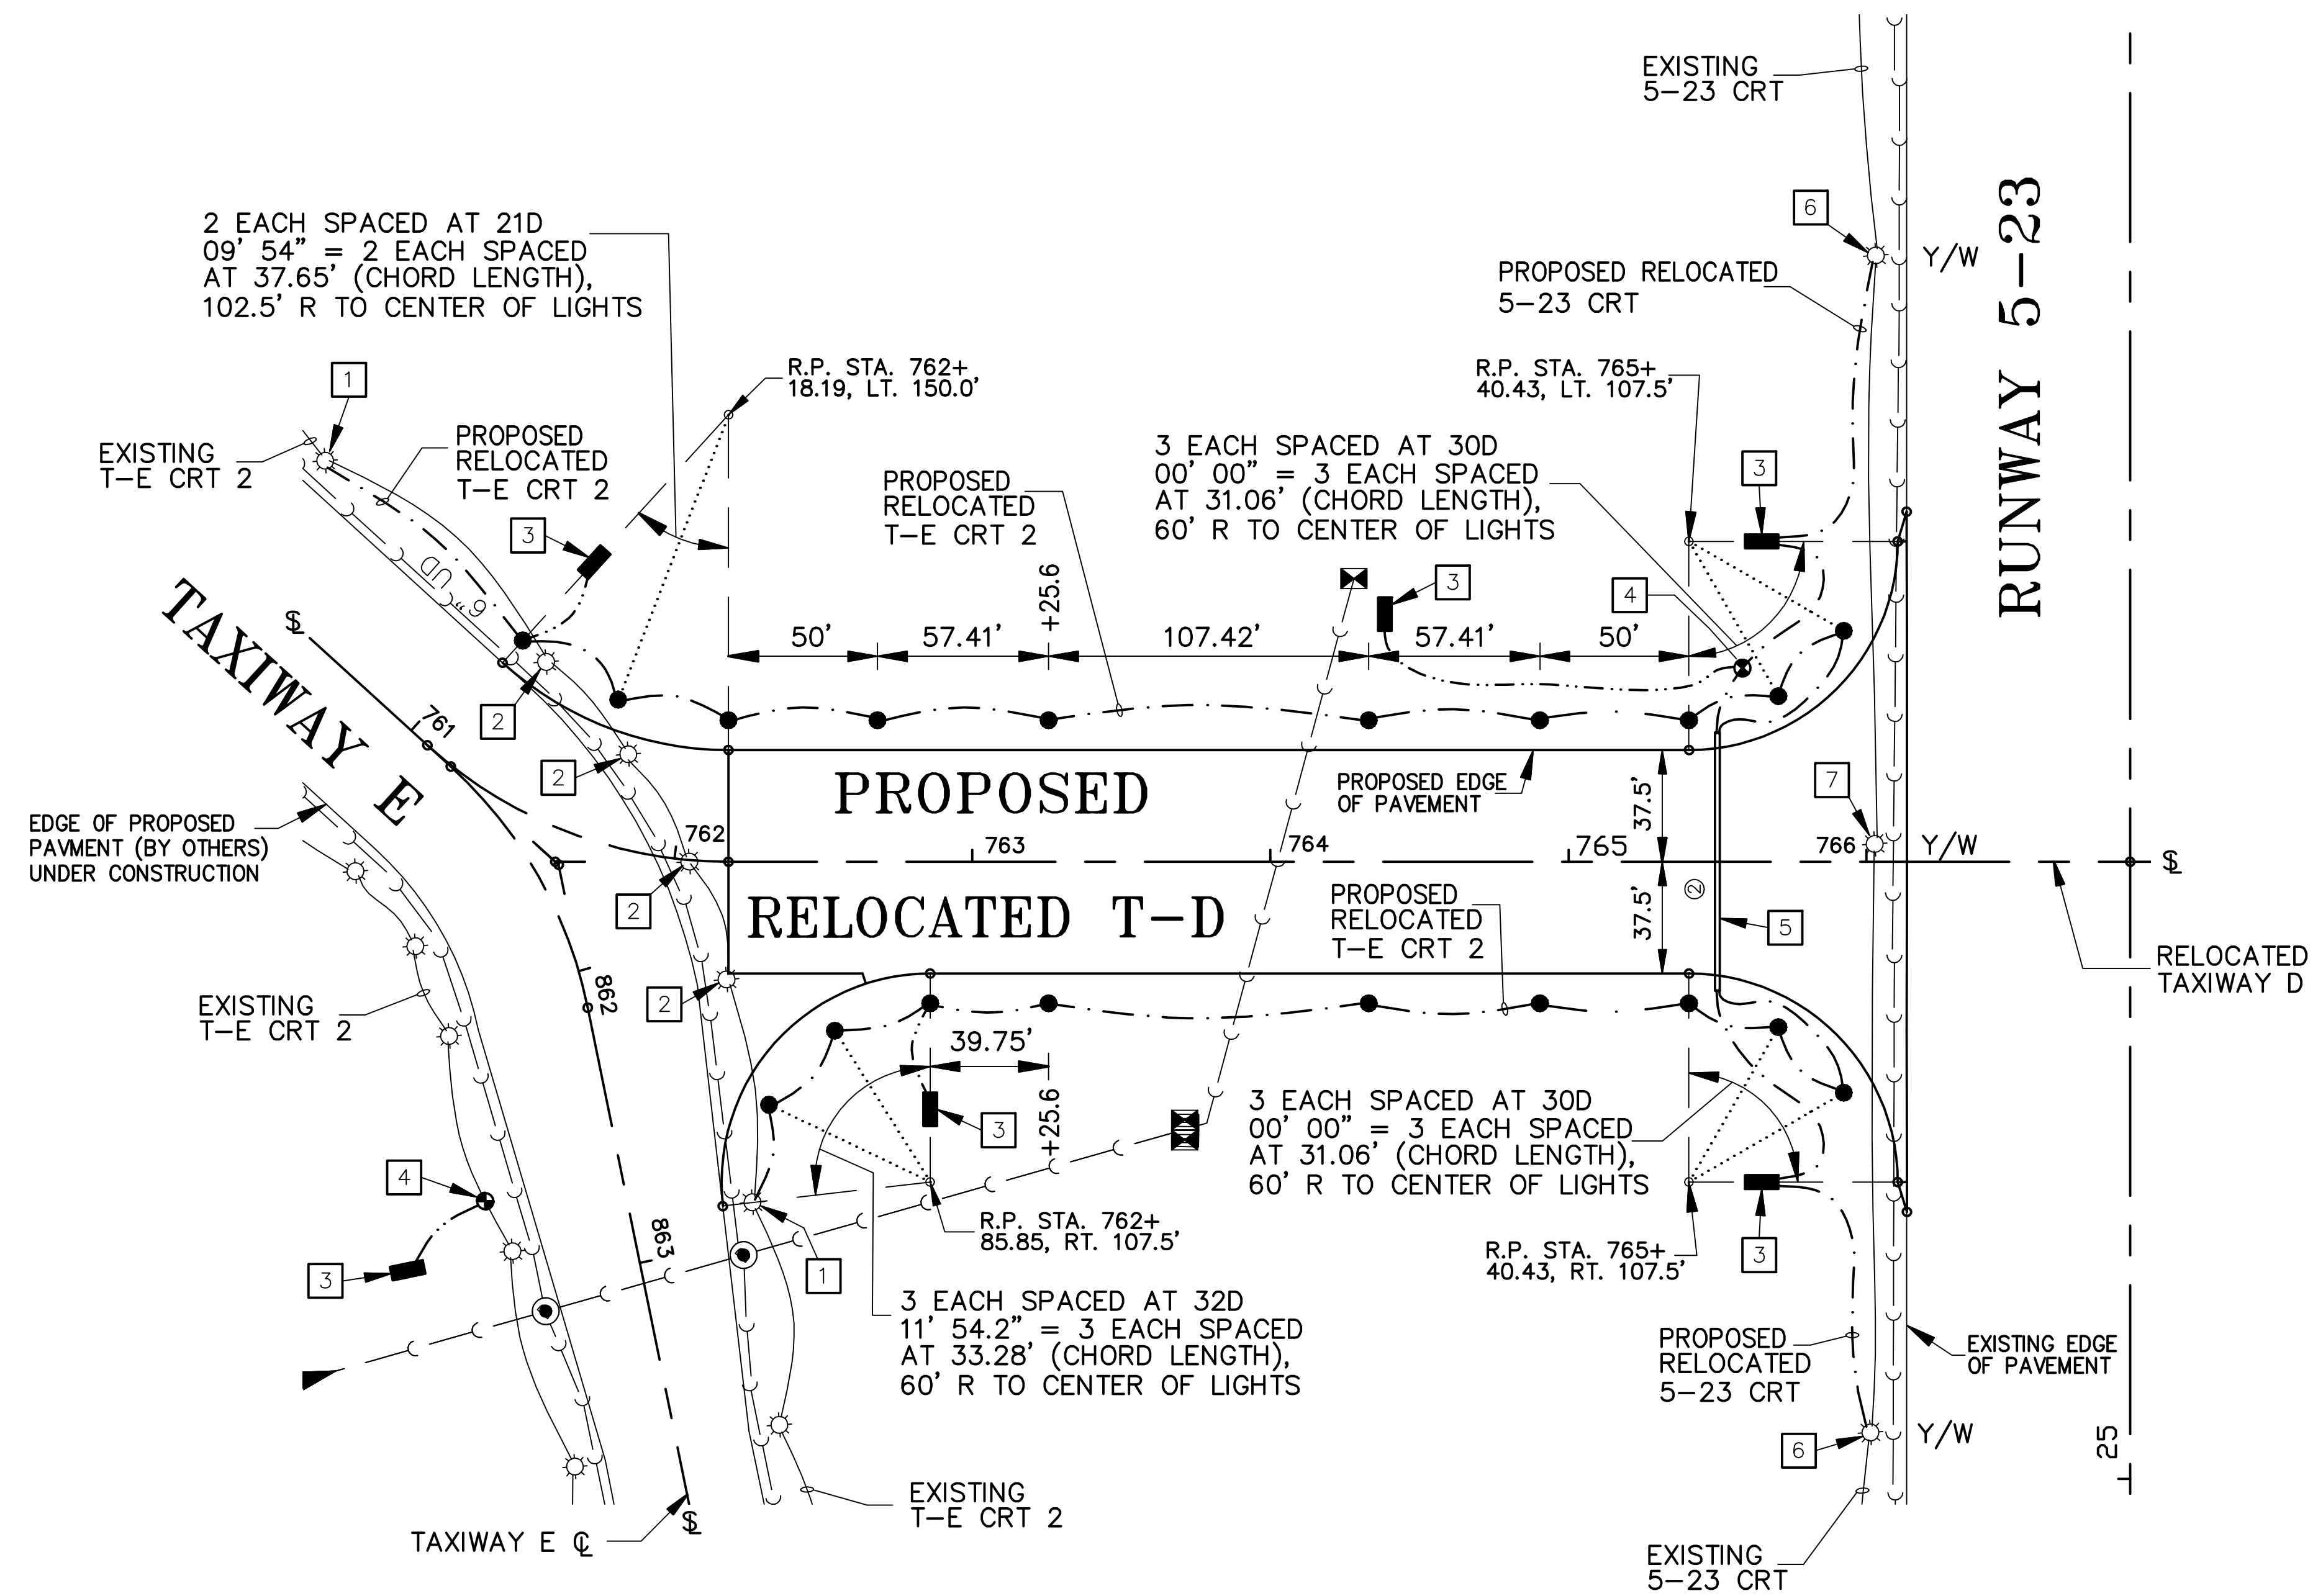 EXISTING
5-23 CRT
6
2 EACH SPACED AT 21D
09' 54" = 2 EACH SPACED
AT 37.65' (CHORD LENGTH),
102.5' R TO CENTER OF LIGHTS
PROPOSED RELOCATED
5-23 CRT
Y/W
RUNWAY 5-23
1
R.P. STA. 762+
18.19, LT. 150.0'
R.P. STA. 765+
40.43, LT. 107.5'
EXISTING
T-E CRT 2
PROPOSED
RELOCATED
T-E CRT 2
3
PROPOSED
RELOCATED
T-E CRT 2
3 EACH SPACED AT 30D
00' 00" = 3 EACH SPACED
AT 31.06' (CHORD LENGTH),
60' R TO CENTER OF LIGHTS
3
6" UD
+25.6
3
4
TAXIWAY E
℄
50'
57.41'
107.42'
57.41'
50'
761
2
2
PROPOSED
PROPOSED EDGE
OF PAVEMENT
37.5'
7
EDGE OF PROPOSED
PAVMENT (BY OTHERS)
UNDER CONSTRUCTION
762
763
764
765
766
Y/W
℄
2
RELOCATED T-D
PROPOSED
RELOCATED
T-E CRT 2
37.5'
2
5
RELOCATED
TAXIWAY D
EXISTING
T-E CRT 2
862
2
39.75'
+25.6
3
3 EACH SPACED AT 30D
00' 00" = 3 EACH SPACED
AT 31.06' (CHORD LENGTH),
60' R TO CENTER OF LIGHTS
4
3
863
1
R.P. STA. 762+
85.85, RT. 107.5'
R.P. STA. 765+
40.43, RT. 107.5'
3
3 EACH SPACED AT 32D
11' 54.2" = 3 EACH SPACED
AT 33.28' (CHORD LENGTH),
60' R TO CENTER OF LIGHTS
PROPOSED
RELOCATED
5-23 CRT
EXISTING EDGE
OF PAVEMENT
6
Y/W
25
EXISTING
T-E CRT 2
TAXIWAY E ℄
℄
EXISTING
5-23 CRT